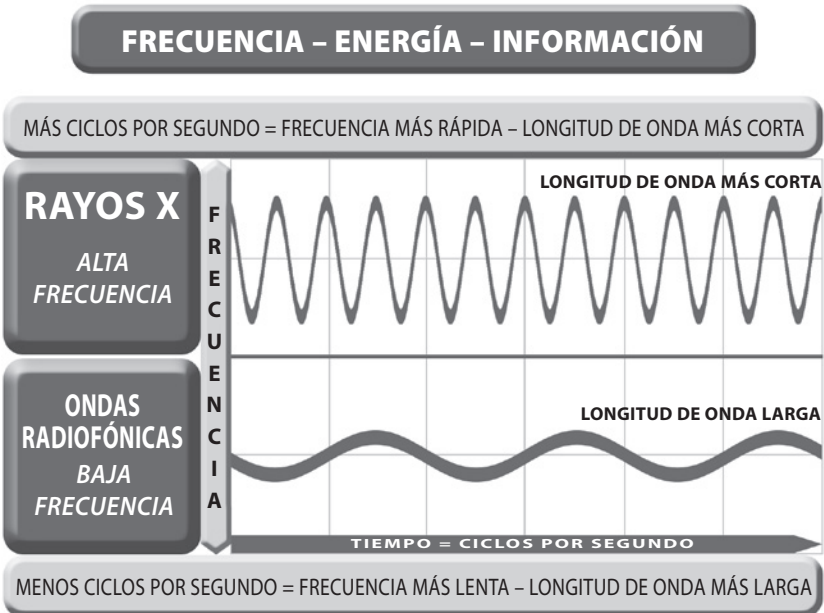 FRECUENCIA – ENERGÍA – INFORMACIÓN
MÁS CICLOS POR SEGUNDO = FRECUENCIA MÁS RÁPIDA – LONGITUD DE ONDA MÁS CORTA
RAYOS X
ALTA
FRECUENCIA
FRECUENCIA
LONGITUD DE ONDA MÁS CORTA
ONDAS
RADIOFÓNICAS
BAJA
FRECUENCIA
LONGITUD DE ONDA LARGA
TIEMPO = CICLOS POR SEGUNDO
MENOS CICLOS POR SEGUNDO = FRECUENCIA MÁS LENTA – LONGITUD DE ONDA MÁS LARGA